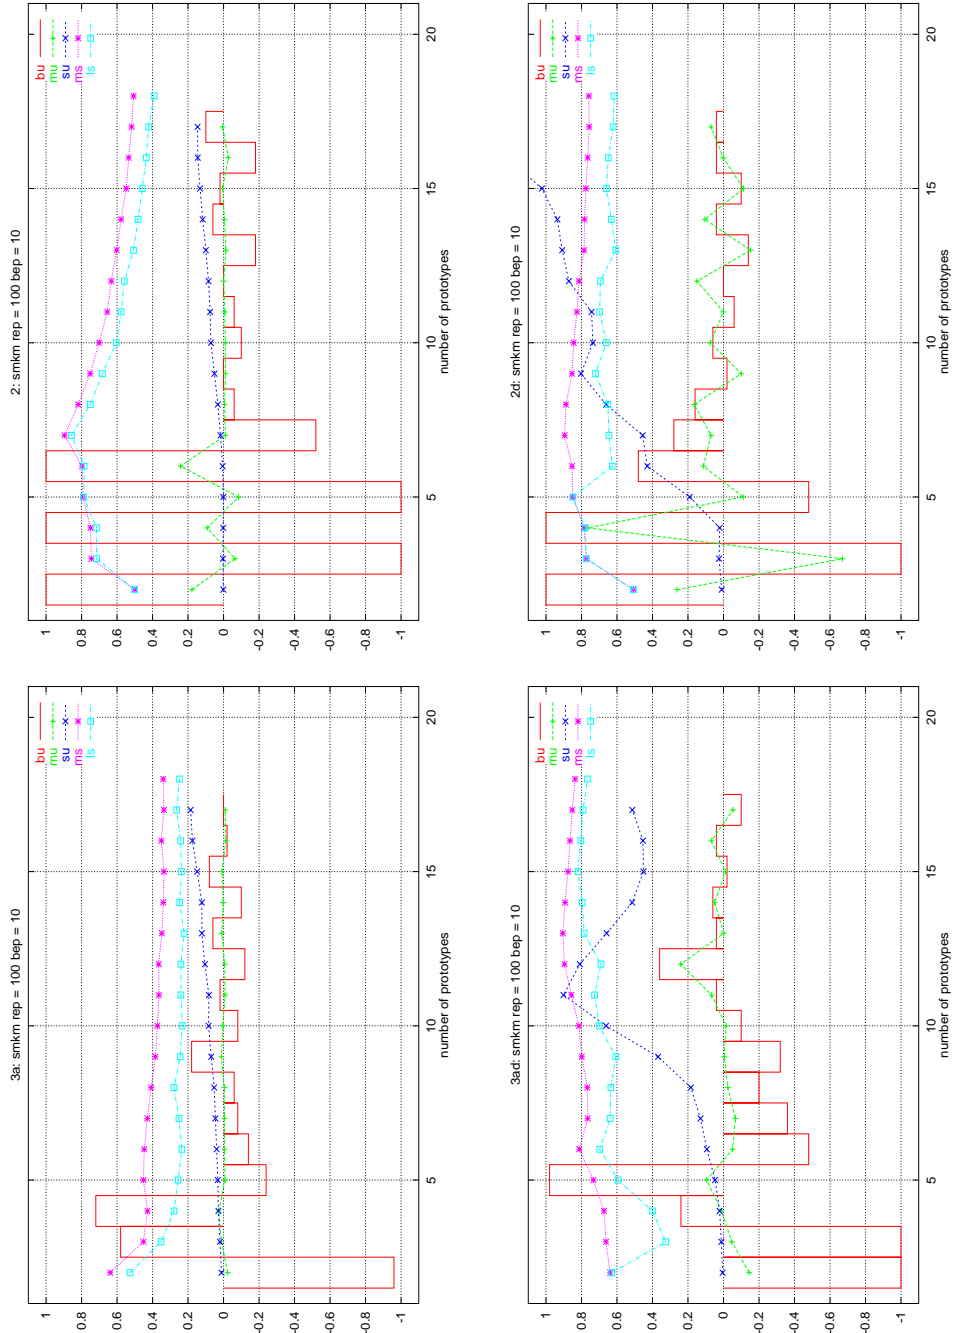 3a: smkm rep = 100 bep = 10
bu
mu
su
ms
ls
1
0.8
0.6
0.4
0.2
0
-0.2
-0.4
-0.6
-0.8
-1
5
10
15
20
number of prototypes
2: smkm rep = 100 bep = 10
bu
mu
su
ms
ls
1
0.8
0.6
0.4
0.2
0
-0.2
-0.4
-0.6
-0.8
-1
5
10
15
20
number of prototypes
3ad: smkm rep = 100 bep = 10
bu
mu
su
ms
ls
1
0.8
0.6
0.4
0.2
0
-0.2
-0.4
-0.6
-0.8
-1
5
10
15
20
number of prototypes
2d: smkm rep = 100 bep = 10
bu
mu
su
ms
ls
1
0.8
0.6
0.4
0.2
0
-0.2
-0.4
-0.6
-0.8
-1
5
10
15
20
number of prototypes